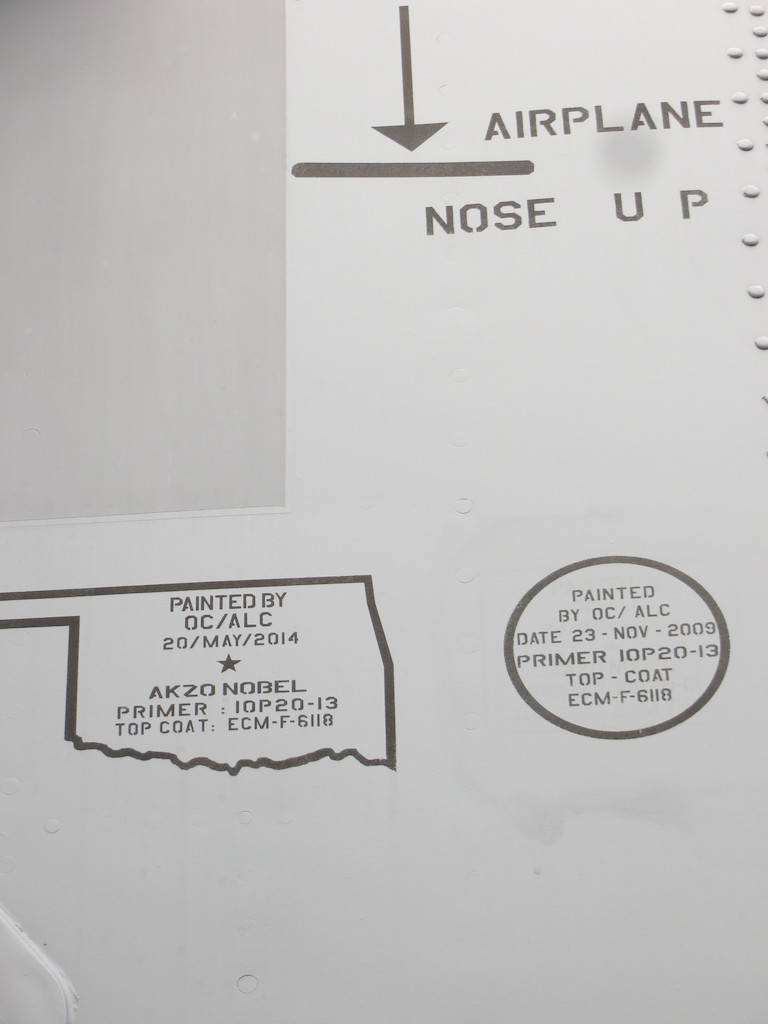 AIRPLANE
NOSE UP
PAINTED BY
OC/ALC
20/MAY/2014
AKZO NOBEL
PRIMER : 10P20-13
TOP COAT: ECM-F-6118
PAINTED
BY OC/ ALC
DATE 23 - NOV - 2009
PRIMER 10P20-13
TOP - COAT
ECM-F-6118